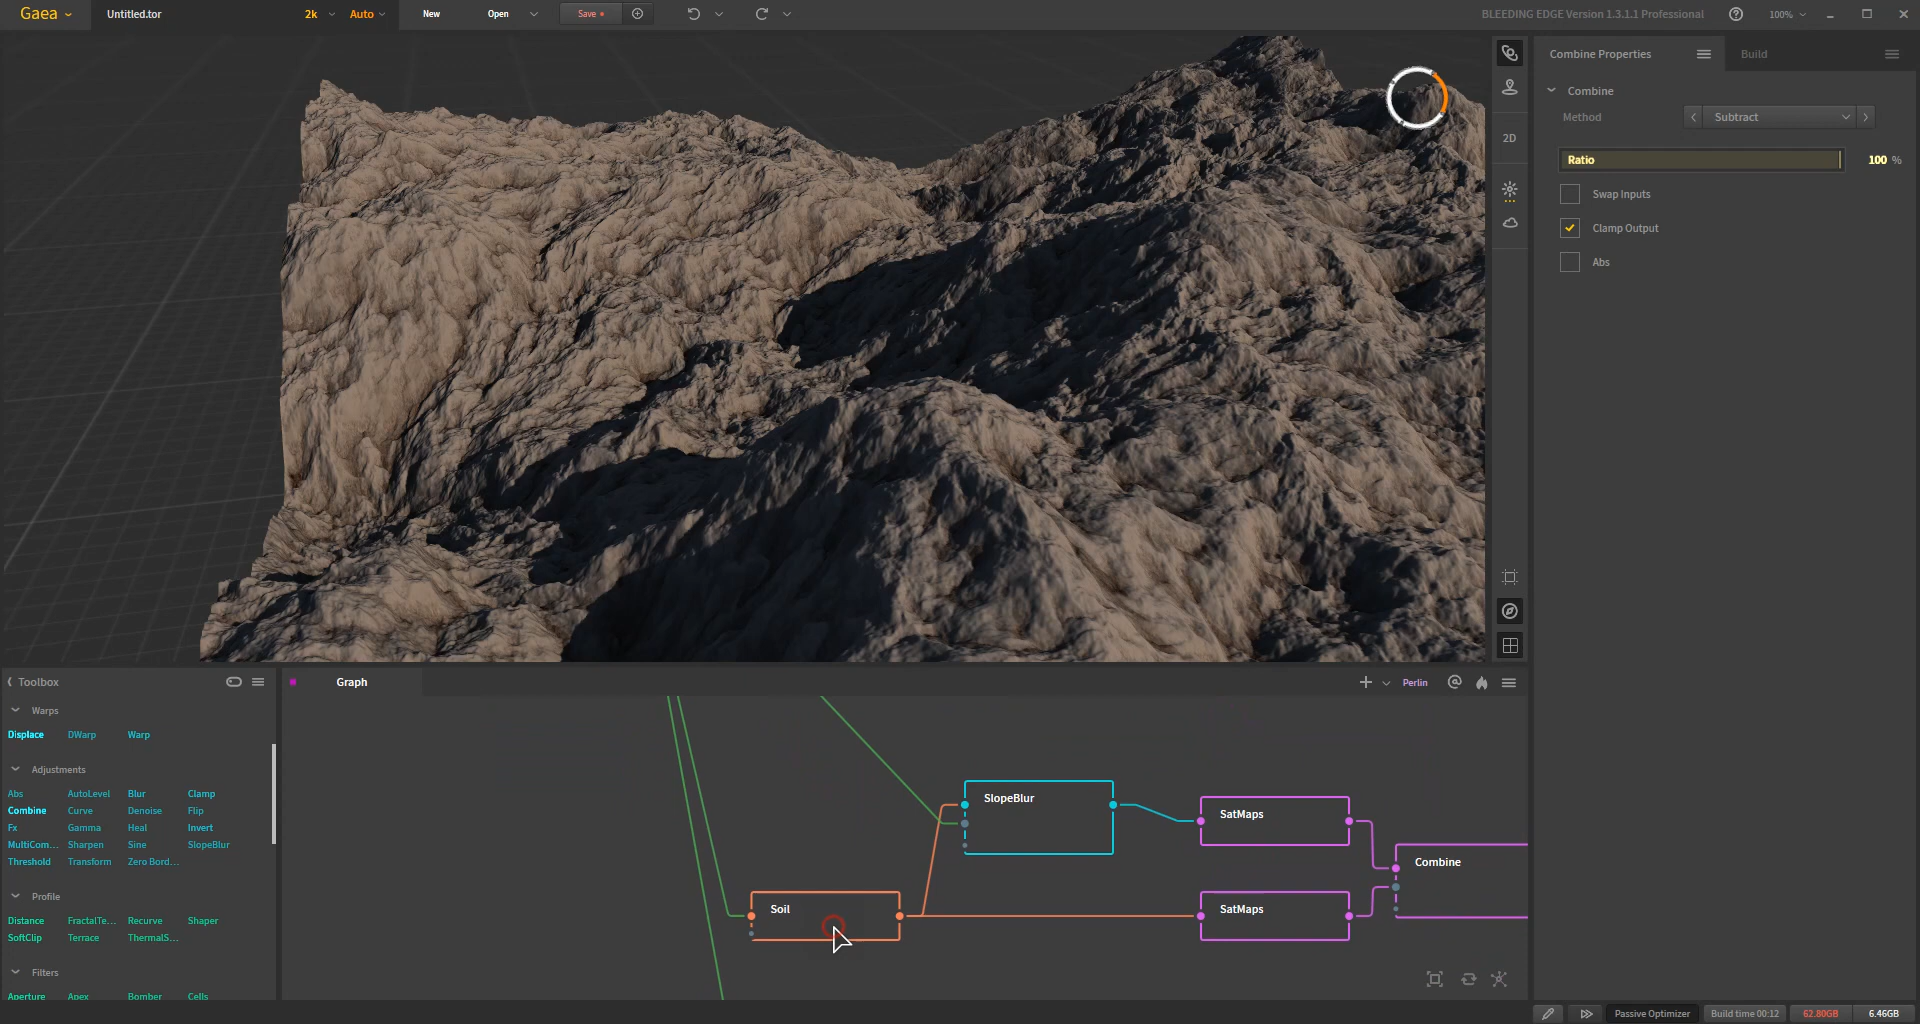 Gaea
Untitled.tor
2k
Auto
New
Open
Save
BLEEDING EDGE Version 1.3.1.1 Professional
100%
2D
Combine Properties
Build
Combine
Method
Subtract
Ratio
100 %
Swap Inputs
Clamp Output
Abs
Toolbox
Warps
Displace DWarp Warp
Adjustments
Abs AutoLevel Blur Clamp
Combine Curve Denoise Flip
Fx Gamma Heal Invert
MultiCom... Sharpen Sine SlopeBlur
Threshold Transform Zero Bord...
Profile
Distance FractalTe... Recurve Shaper
SoftClip Terrace ThermalS...
Filters
Aperture Apex Bomber Cells
Graph
Perlin
SlopeBlur
SatMaps
Combine
Soil
SatMaps
Passive Optimizer
Build time 00:12
62.80GB
6.46GB